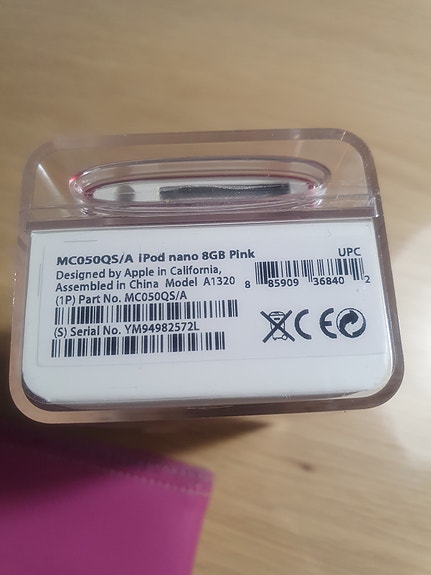 MC050QS/A iPod nano 8GB Pink
UPC
Designed by Apple in California,
Assembled in China Model A1320
8 85909 36840 2
(1P) Part No. MC050QS/A
(S) Serial No. YM94982572L
CE